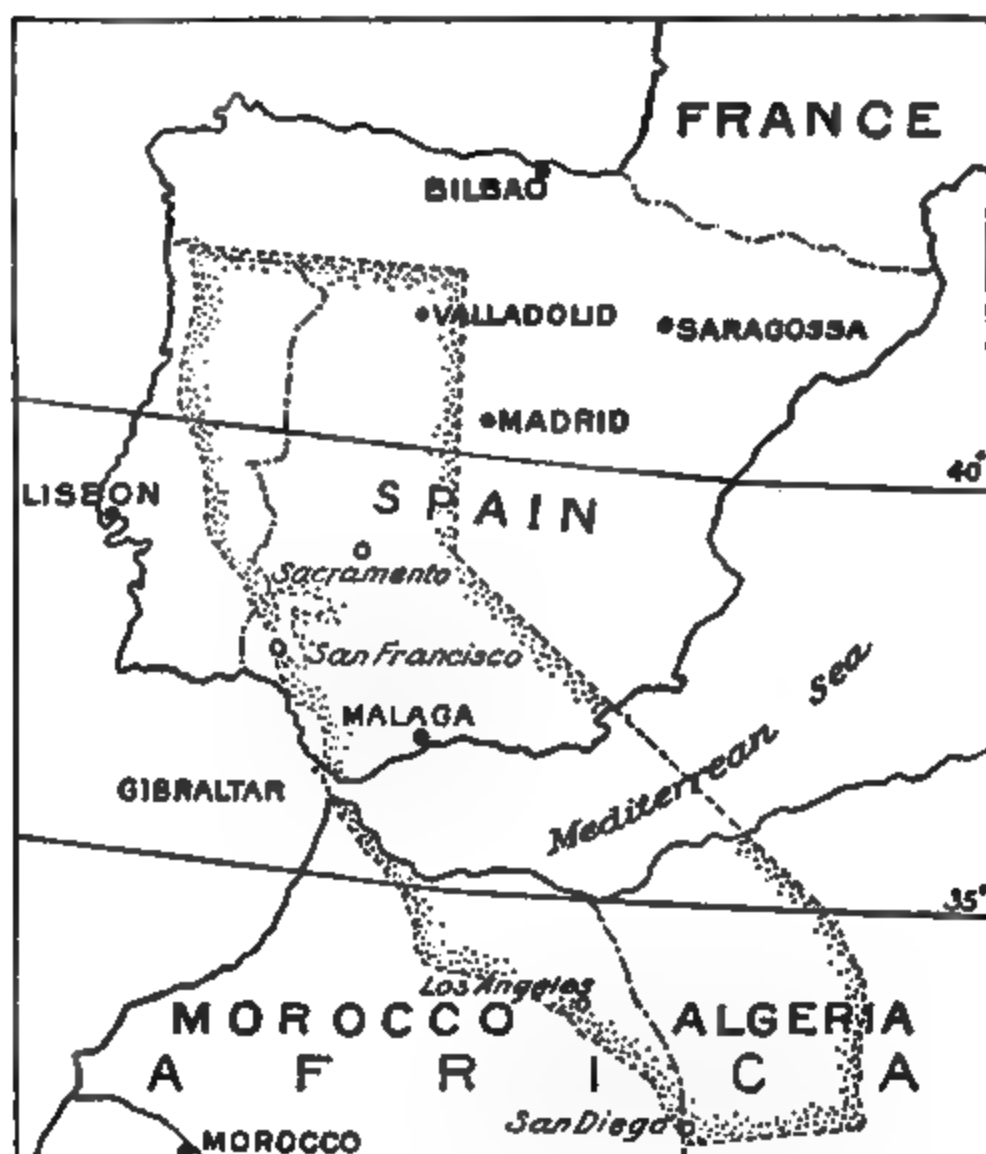 FRANCE
BILBAO
VALLADOLID
SARAGOSSA
MADRID
40°
LISBON
SPAIN
Sacramento
San Francisco
Sea
MALAGA
Mediterrean
GIBRALTAR
35°
Los Angeles
MOROCCO
ALGERIA
AFRICA
San Diego
MOROCCO